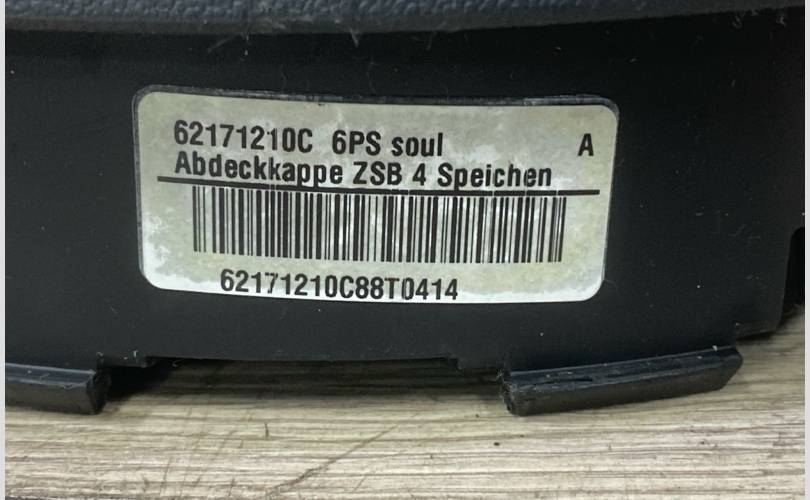 62171210C 6PS soul A
Abdeckkappe ZSB 4 Speichen
62171210C88T0414